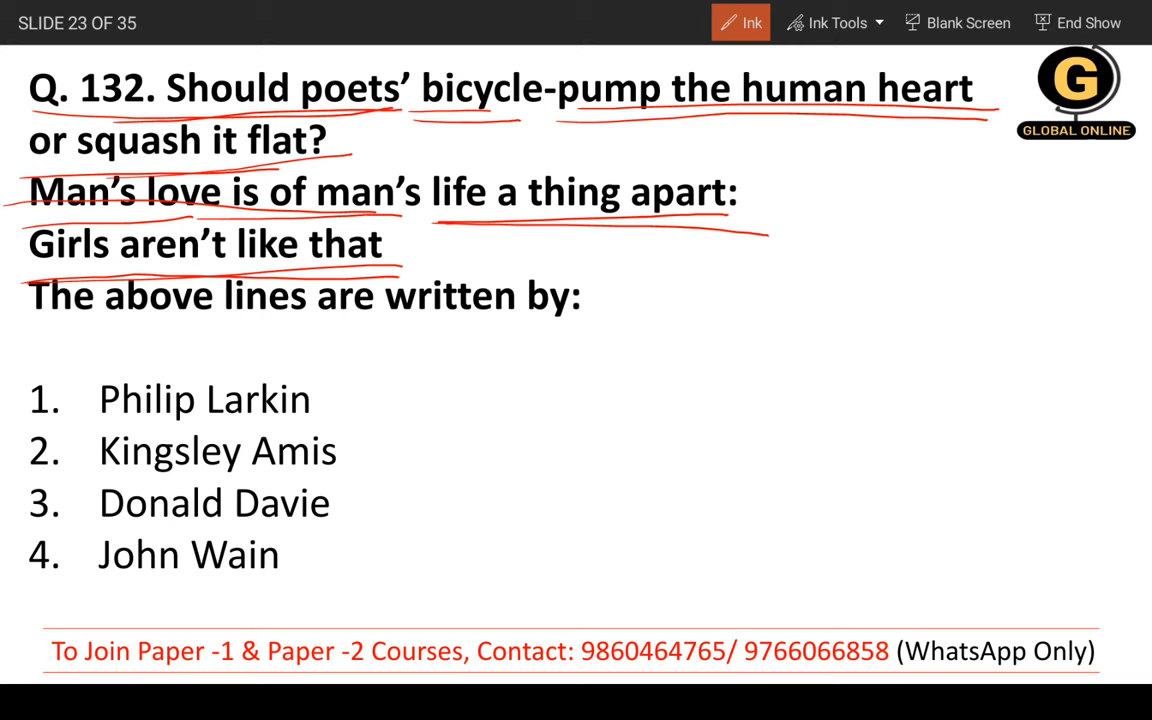 SLIDE 23 OF 35
Ink
Ink Tools
Blank Screen
End Show
Q. 132. Should poets’ bicycle-pump the human heart
or squash it flat?
Man’s love is of man’s life a thing apart:
Girls aren’t like that
The above lines are written by:
G
GLOBAL ONLINE
1. Philip Larkin
2. Kingsley Amis
3. Donald Davie
4. John Wain
To Join Paper -1 & Paper -2 Courses, Contact: 9860464765/ 9766066858 (WhatsApp Only)